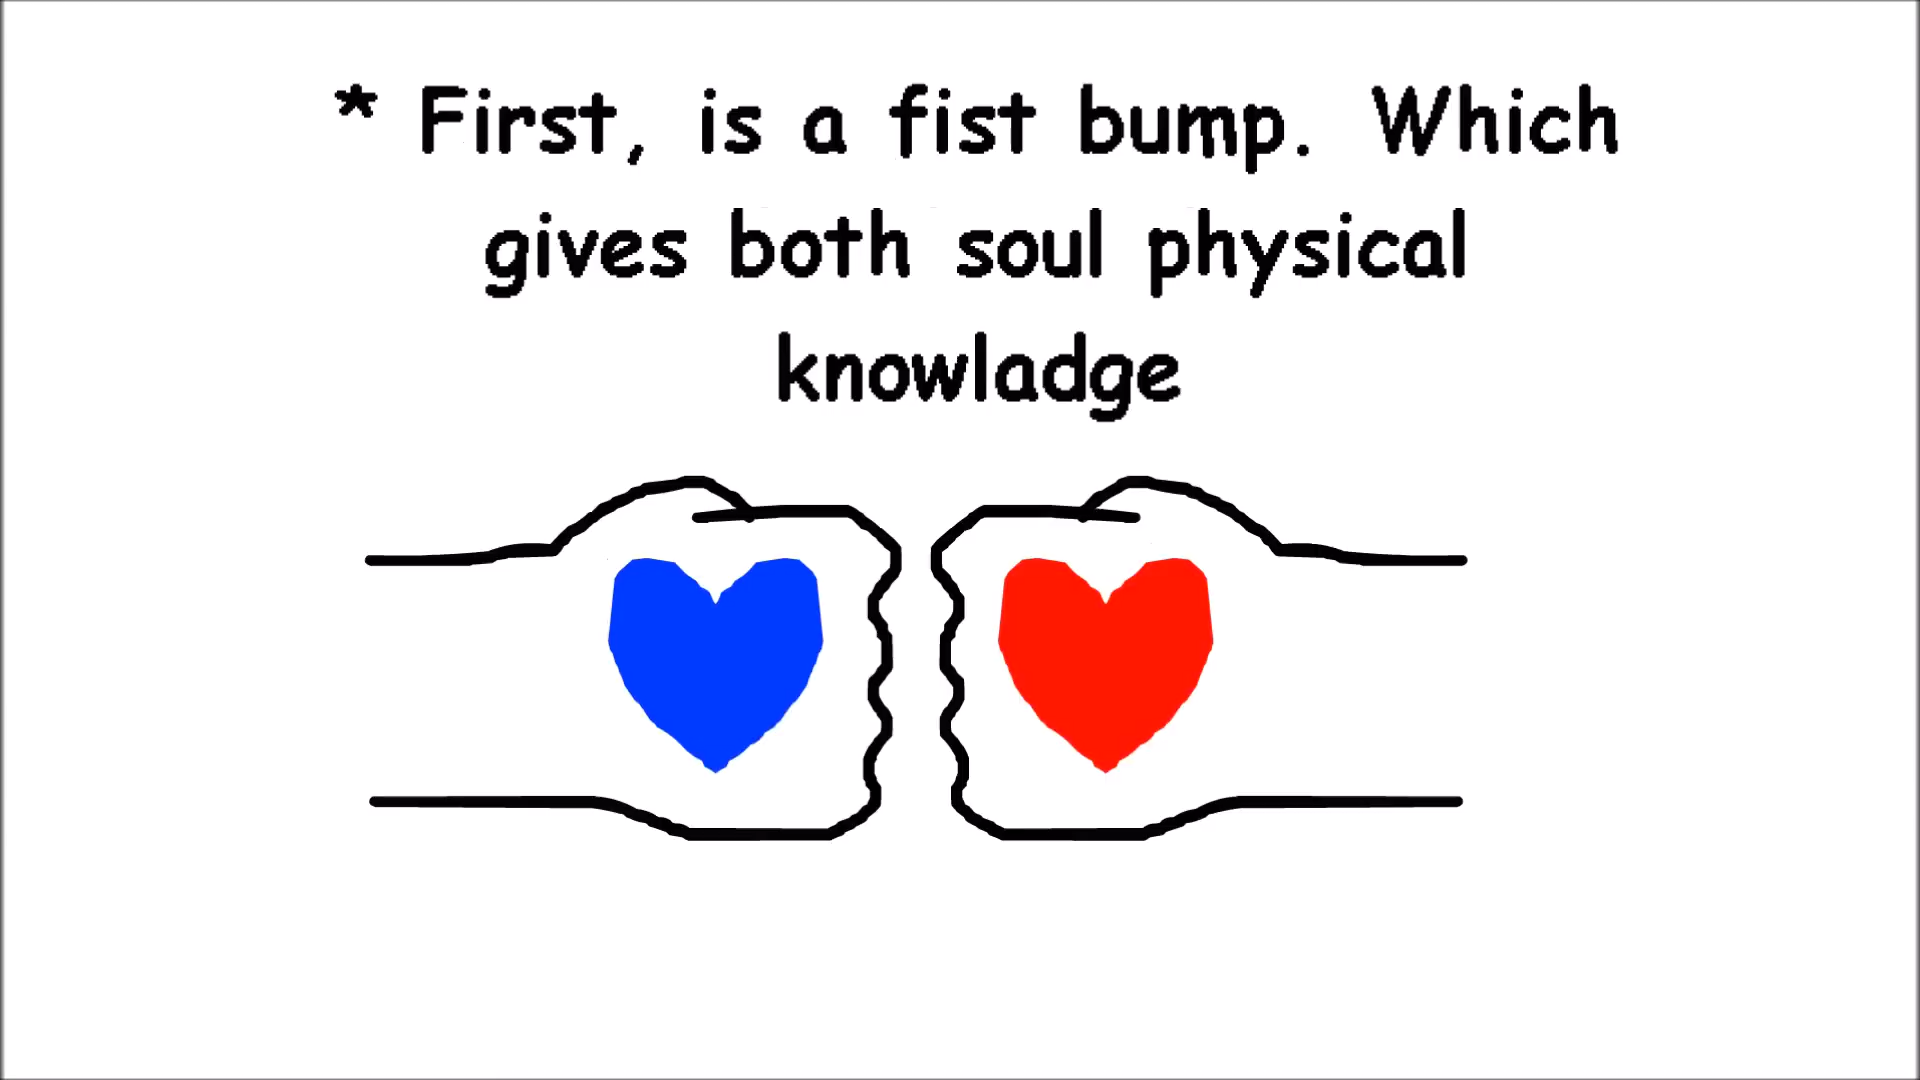 * First, is a fist bump. Which
gives both soul physical
knowladge